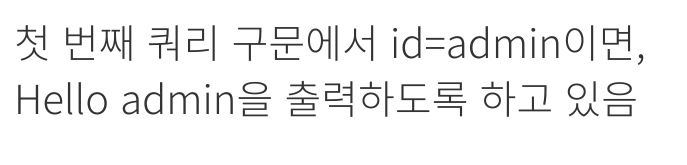 첫 번째 쿼리 구문에서 id=admin이면,
Hello admin을 출력하도록 하고 있음